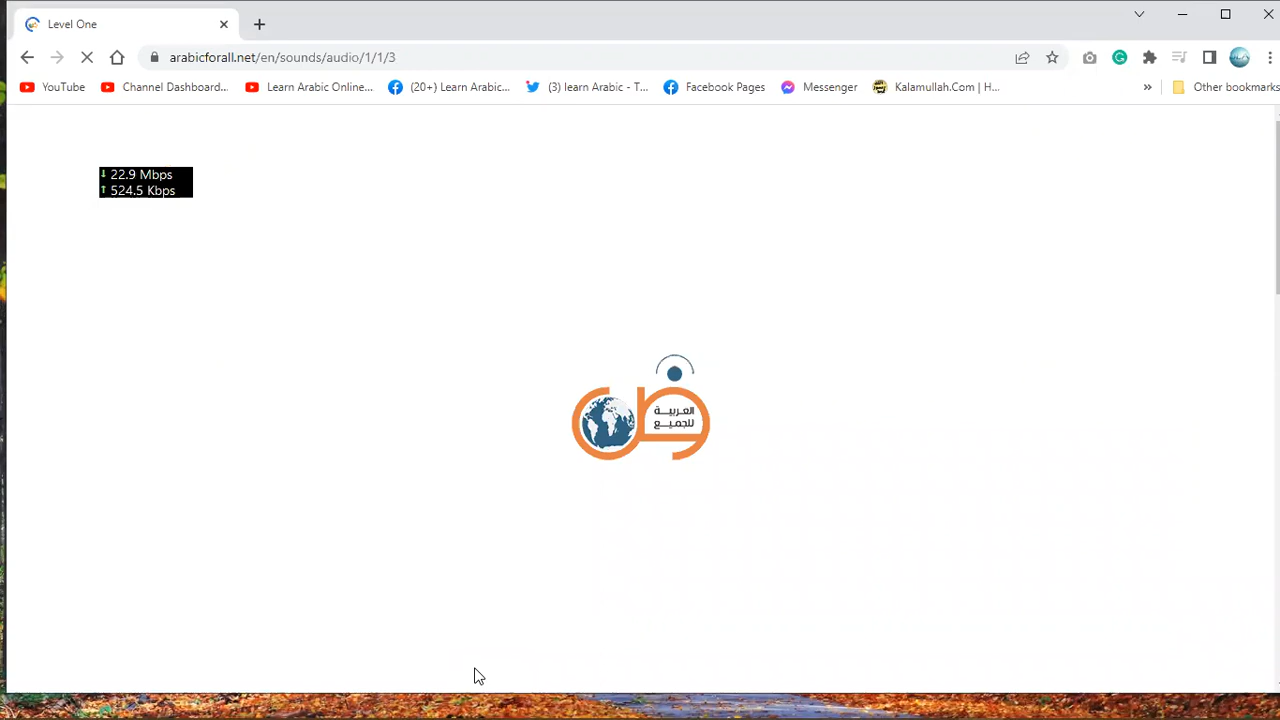 Level One
arabicforall.net/en/sounds/audio/1/1/3
YouTube
Channel Dashboard...
Learn Arabic Online...
(20+) Learn Arabic...
(3) learn Arabic - T...
Facebook Pages
Messenger
Kalamullah.Com | H...
»
Other bookmarks
↓ 22.9 Mbps
↑ 524.5 Kbps
العربية
للجميع